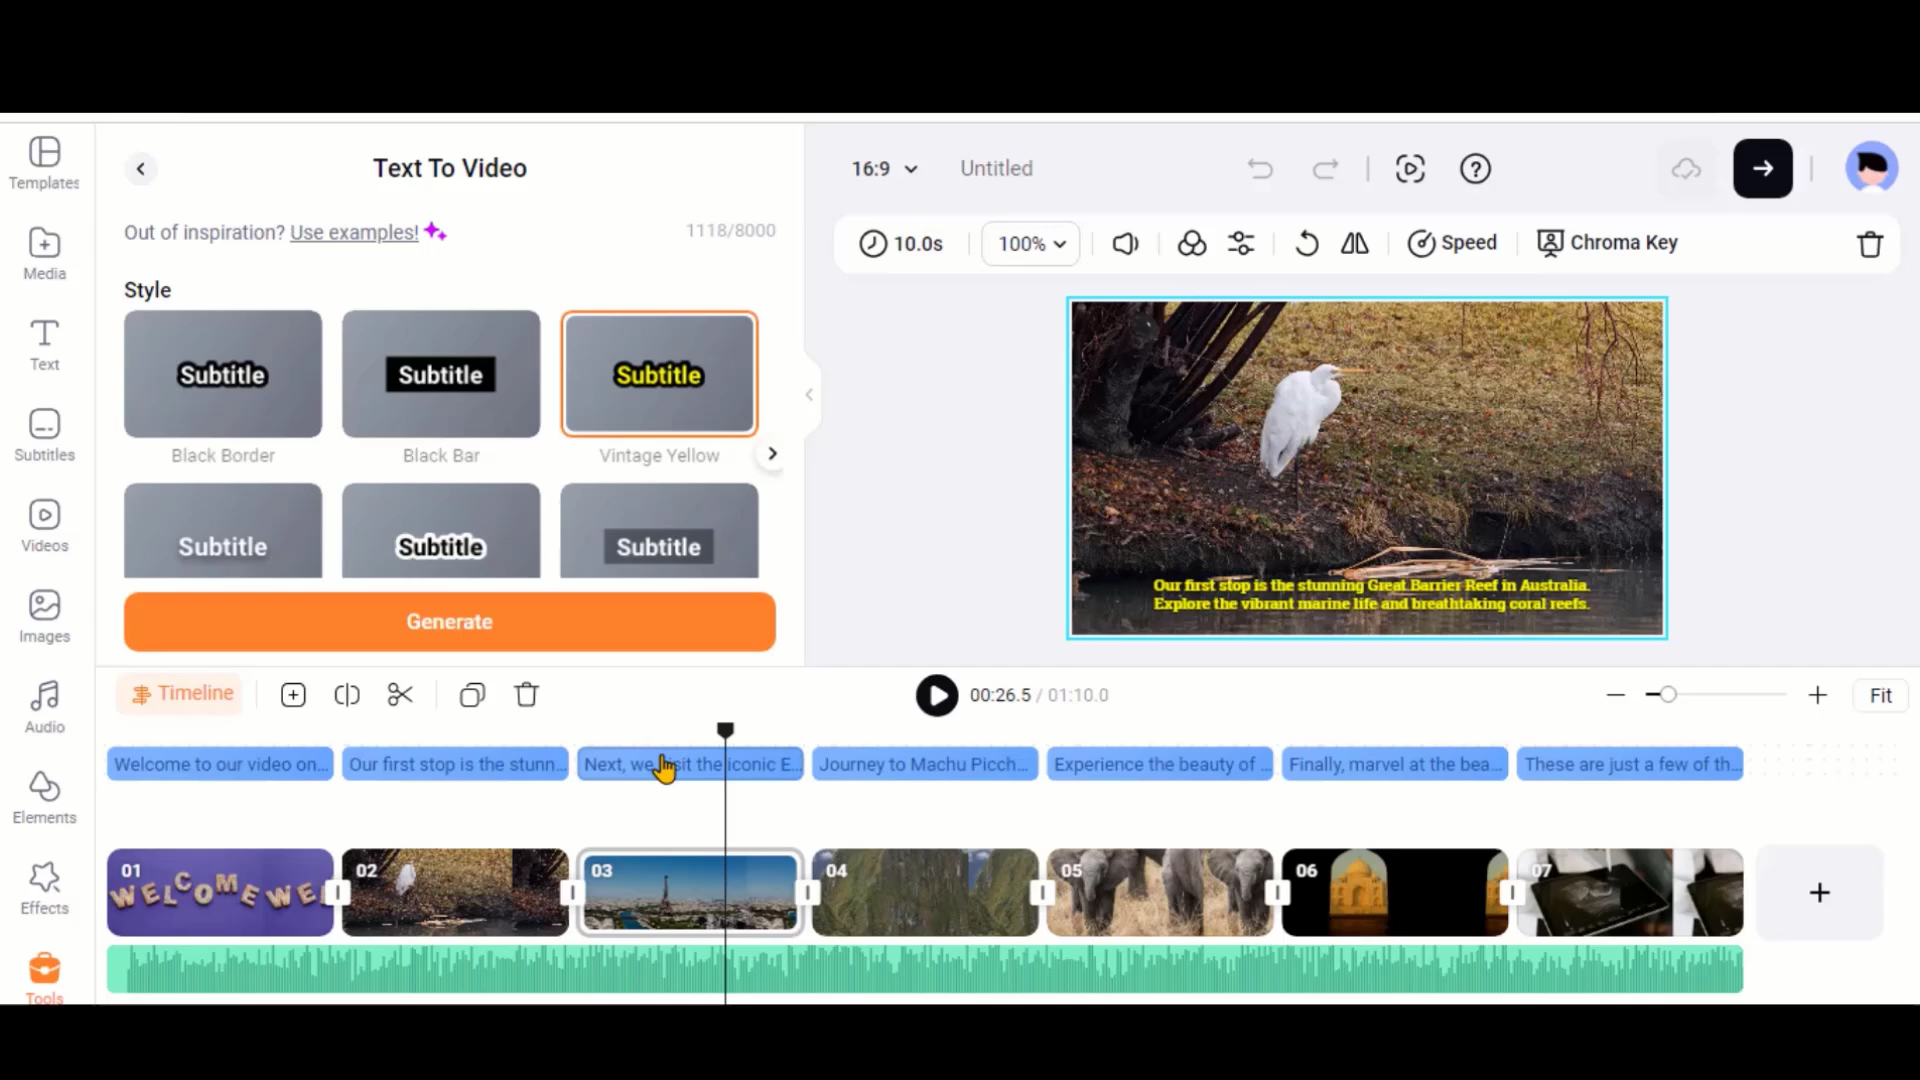 Templates
Media
Text
Subtitles
Videos
Images
Audio
Elements
Effects
Tools
Text To Video
Out of inspiration? Use examples!
1118/8000
Style
Subtitle
Subtitle
Subtitle
Black Border
Black Bar
Vintage Yellow
Subtitle
Subtitle
Subtitle
Generate
16:9
Untitled
10.0s
100%
Speed
Chroma Key
Our first stop is the stunning Great Barrier Reef in Australia.
Explore the vibrant marine life and breathtaking coral reefs.
Timeline
00:26.5 / 01:10.0
Fit
Welcome to our video on...
Our first stop is the stunn...
Next, we visit the iconic E...
Journey to Machu Picch...
Experience the beauty of ...
Finally, marvel at the bea...
These are just a few of th...
01
WELCOME WEL
02
03
04
05
06
07